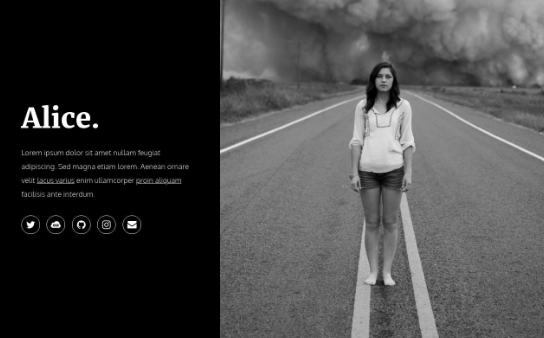 Alice.
Lorem ipsum dolor sit amet nullam feugiat
adipiscing. Sed magna etiam lorem. Aenean ornare
velit lacus varius enim ullamcorper proin aliquam
facilisis ante interdum.